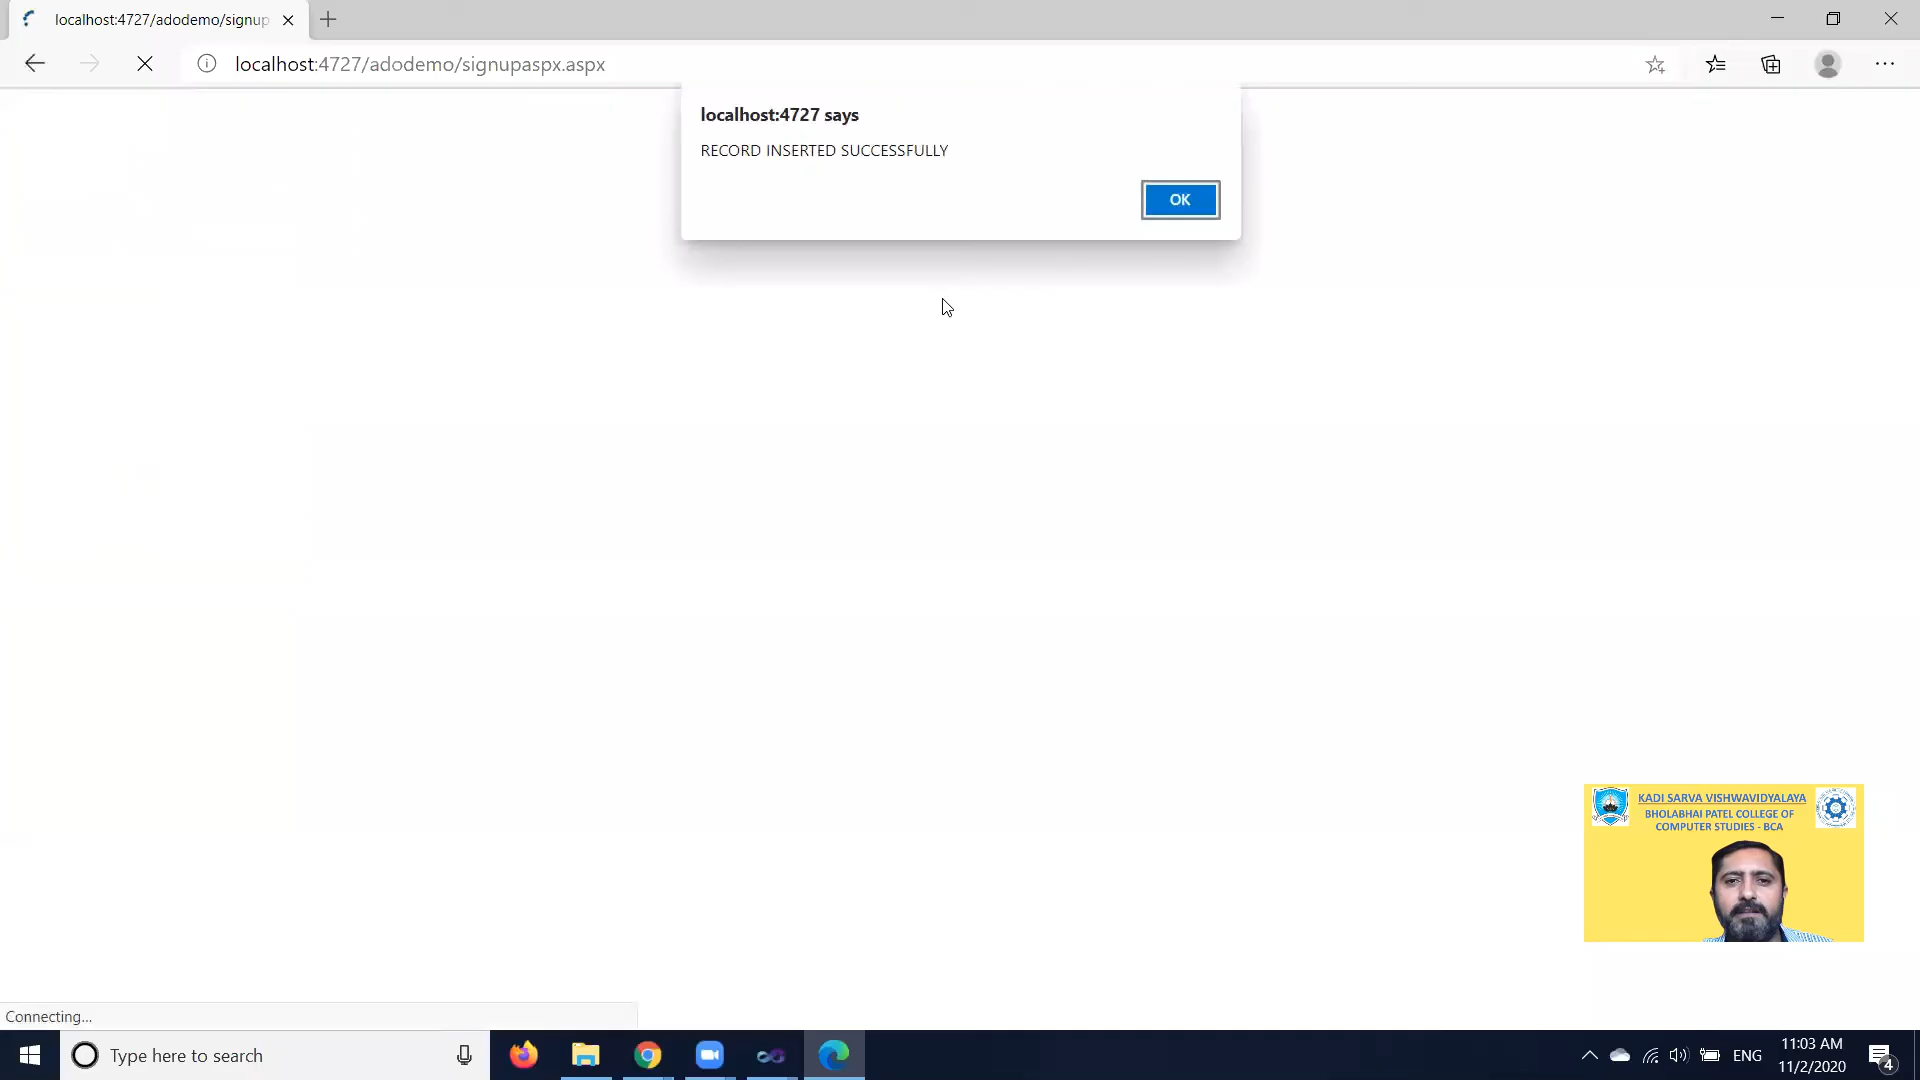 localhost:4727/adodemo/signup
localhost:4727/adodemo/signupaspx.aspx
localhost:4727 says
RECORD INSERTED SUCCESSFULLY
OK
KADI SARVA VISHWAVIDYALAYA
BHOLABHAI PATEL COLLEGE OF
COMPUTER STUDIES - BCA
Connecting...
Type here to search
ENG
11:03 AM
11/2/2020
4